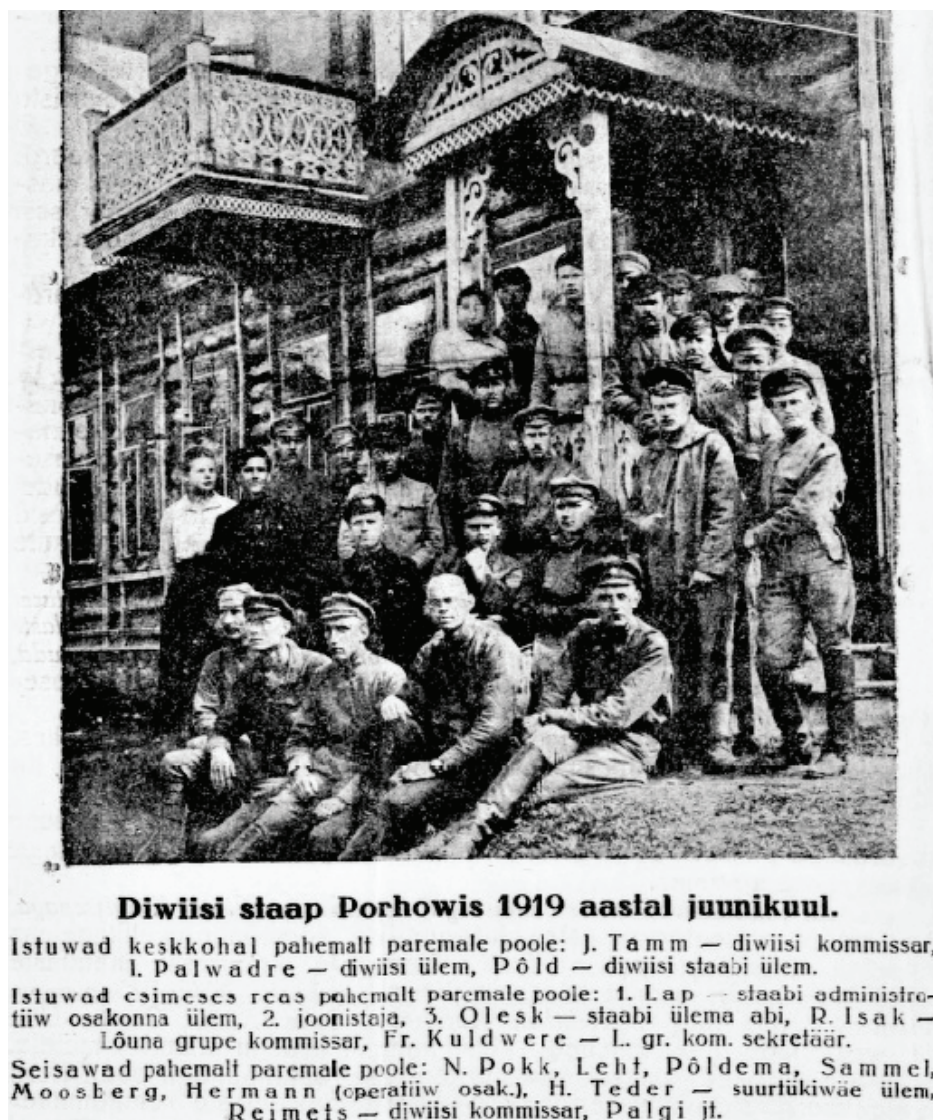 Diwiisi staap Porhowis 1919 aastal juunikuul.
Istuwad keskkohal pahemalt paremale poole: J. Tamm — diwiisi kommissar,
I. Palwadre — diwiisi ülem, Põld — diwiisi staabi ülem.
Istuwad esimeses reas pahemalt paremale poole: 1. Lap — staabi administra-
tiiw osakonna ülem, 2. joonistaja, 3. Olesk — staabi ülema abi, R. Isak —
Lõuna grupe kommissar, Fr. Kuldwere — L. gr. kom. sekretäär.
Seisawad pahemalt paremale poole: N. Pokk, Leht, Põldema, Sammel,
Moosberg, Hermann (operatiiw osak.), H. Teder — suurtükiwäe ülem,
Reimets — diwiisi kommissar, Palgi jt.